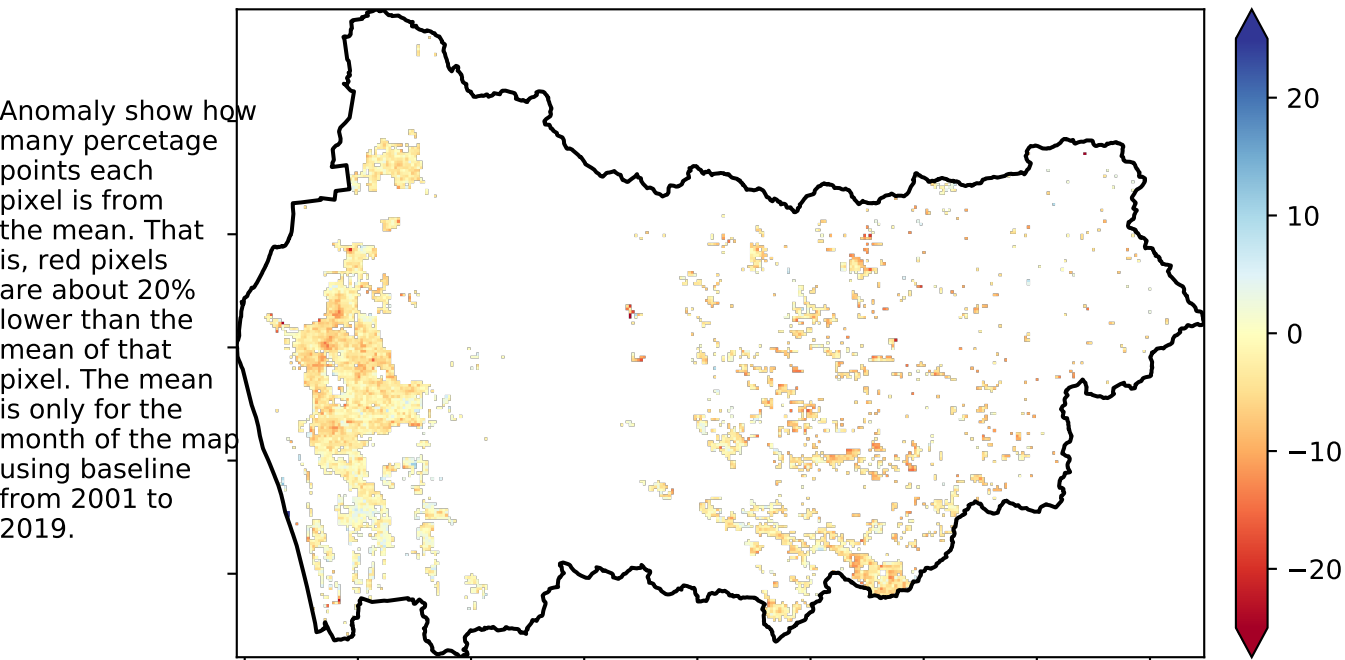 Anomaly show how
many percetage
points each
pixel is from
the mean. That
is, red pixels
are about 20%
lower than the
mean of that
pixel. The mean
is only for the
month of the map
using baseline
from 2001 to
2019.
20
10
0
−10
−20